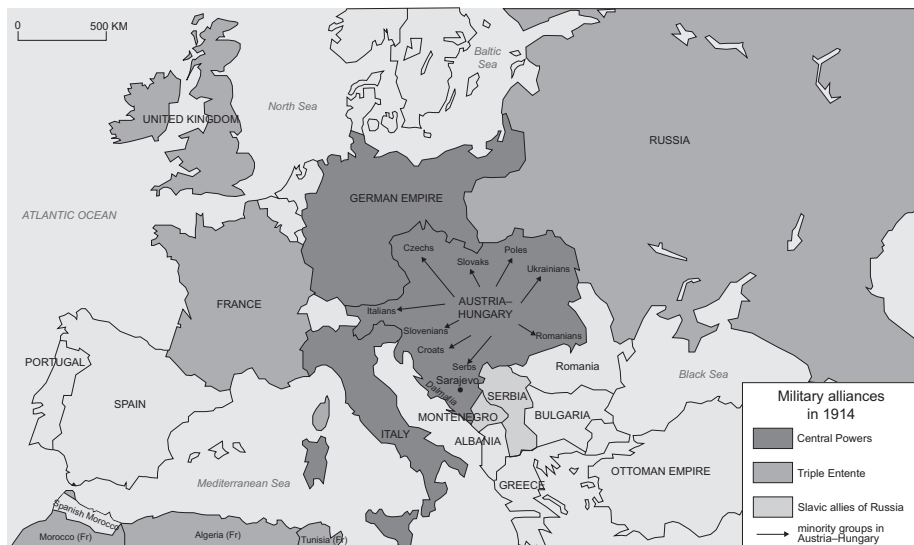 0 500 KM
Baltic
Sea
North Sea
UNITED KINGDOM
RUSSIA
ATLANTIC OCEAN
GERMAN EMPIRE
Czechs
Slovaks
Poles
Ukrainians
FRANCE
Italians
AUSTRIA–
HUNGARY
Slovenians
Croats
Romanians
Serbs
Sarajevo
Dalmatia
Romania
PORTUGAL
SPAIN
Black Sea
SERBIA
MONTENEGRO
BULGARIA
ITALY
ALBANIA
GREECE
OTTOMAN EMPIRE
Mediterranean Sea
Spanish Morocco
Morocco (Fr)
Algeria (Fr)
Tunisia (Fr)
Military alliances
in 1914
Central Powers
Triple Entente
Slavic allies of Russia
minority groups in
Austria–Hungary